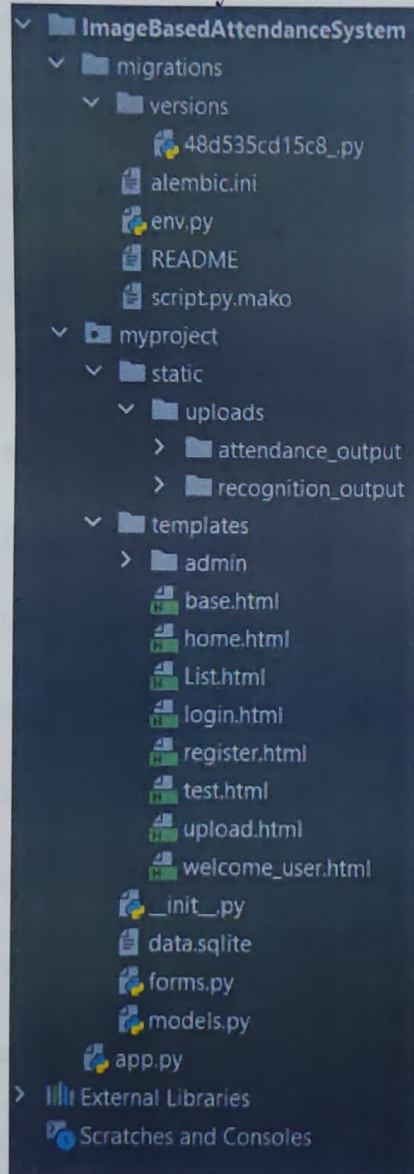 ImageBasedAttendanceSystem
migrations
versions
48d535cd15c8_.py
alembic.ini
env.py
README
script.py.mako
myproject
static
uploads
attendance_output
recognition_output
templates
admin
base.html
home.html
List.html
login.html
register.html
test.html
upload.html
welcome_user.html
__init__.py
data.sqlite
forms.py
models.py
app.py
External Libraries
Scratches and Consoles